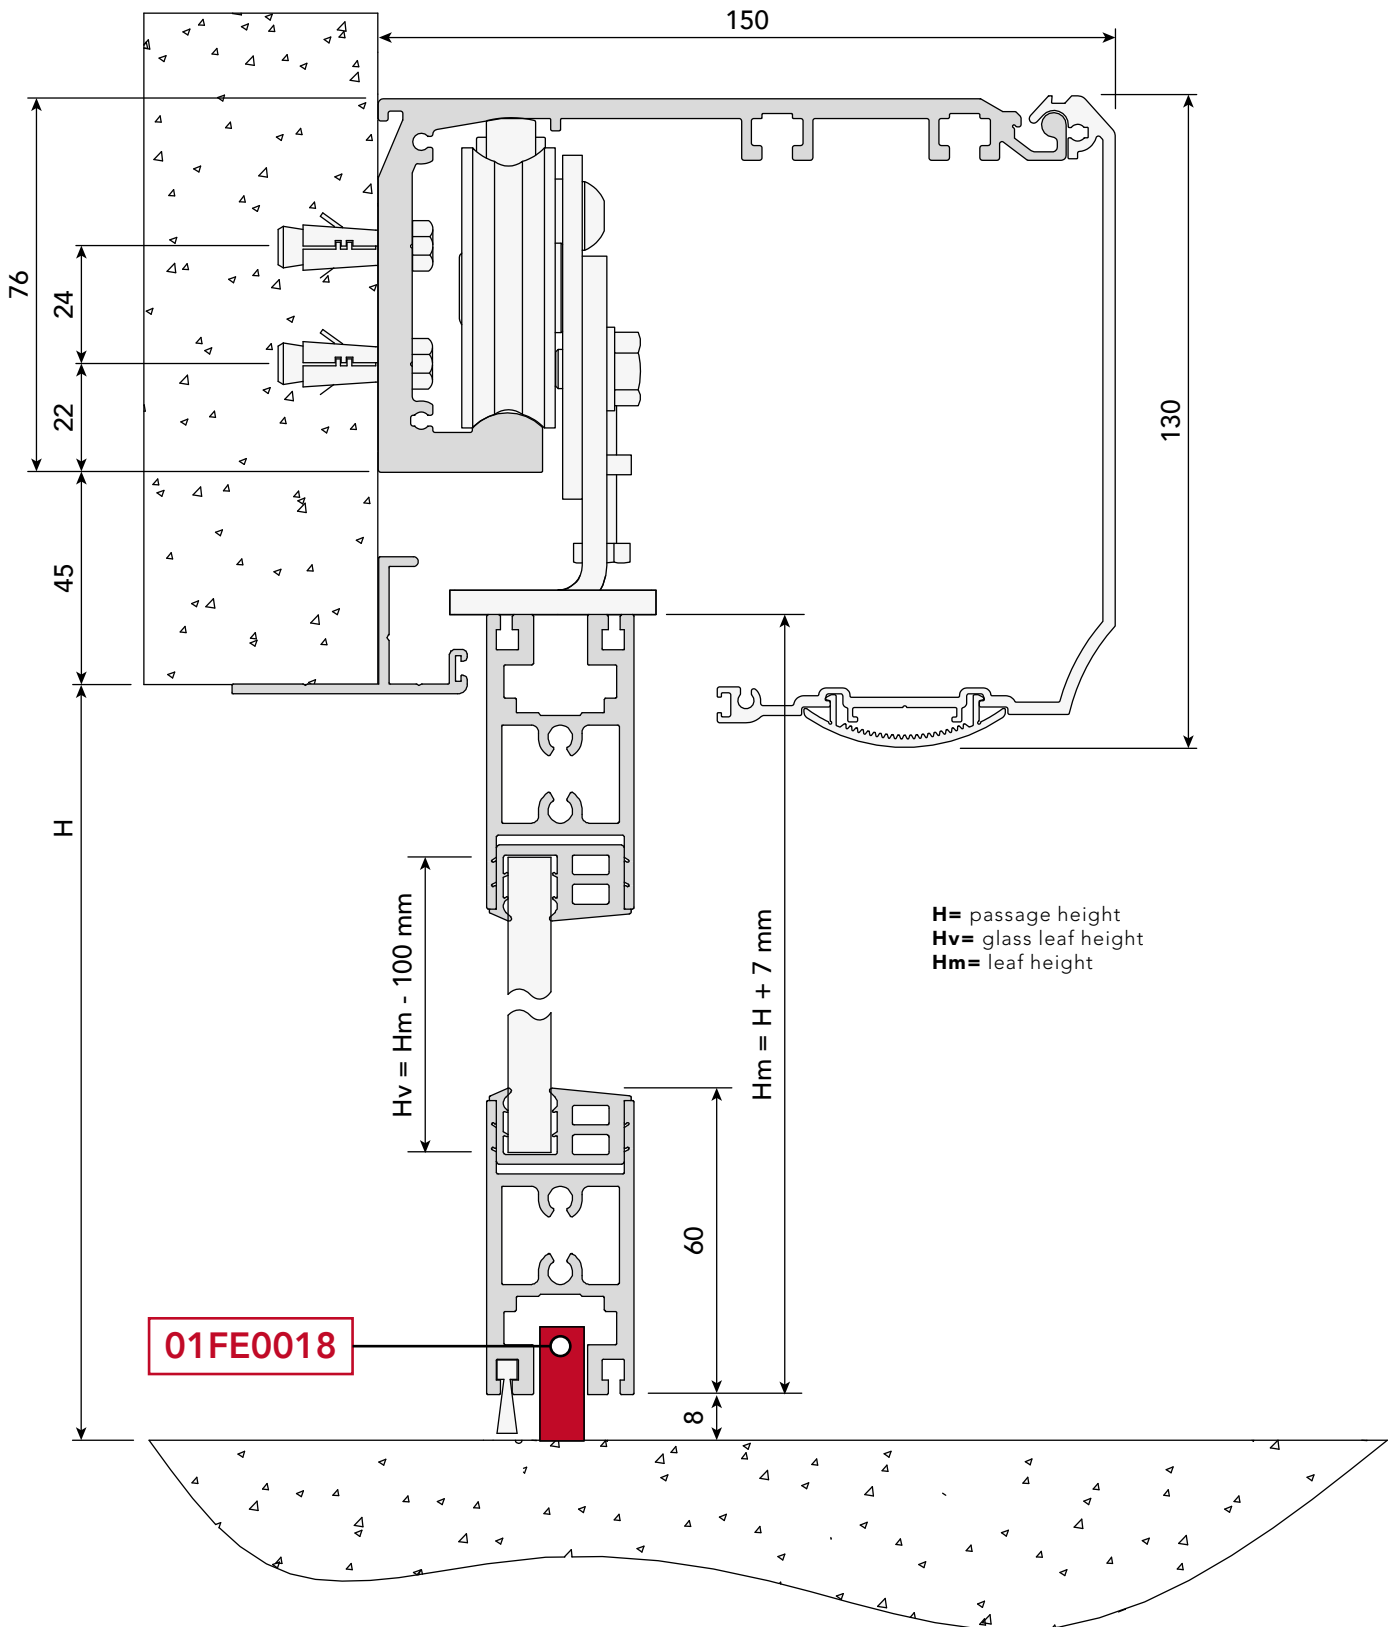 150
76
24
22
45
130
H
Hv = Hm - 100 mm
Hm = H + 7 mm
H= passage height
Hv= glass leaf height
Hm= leaf height
60
01FE0018
8